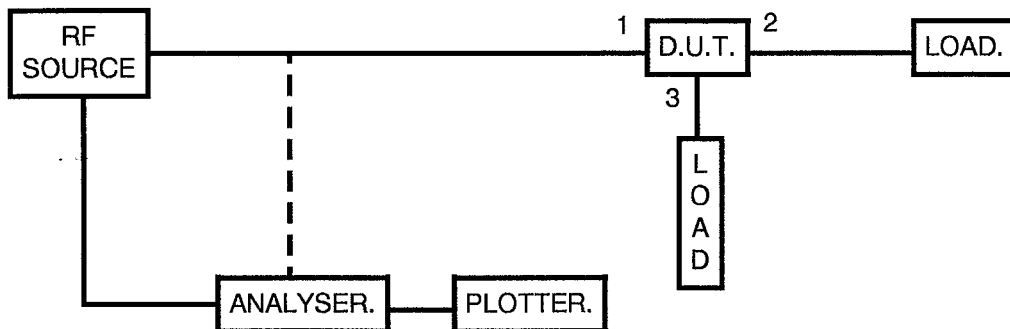 RF
SOURCE
1
D.U.T.
2
LOAD.
3
L
O
A
D
ANALYSER.
PLOTTER.